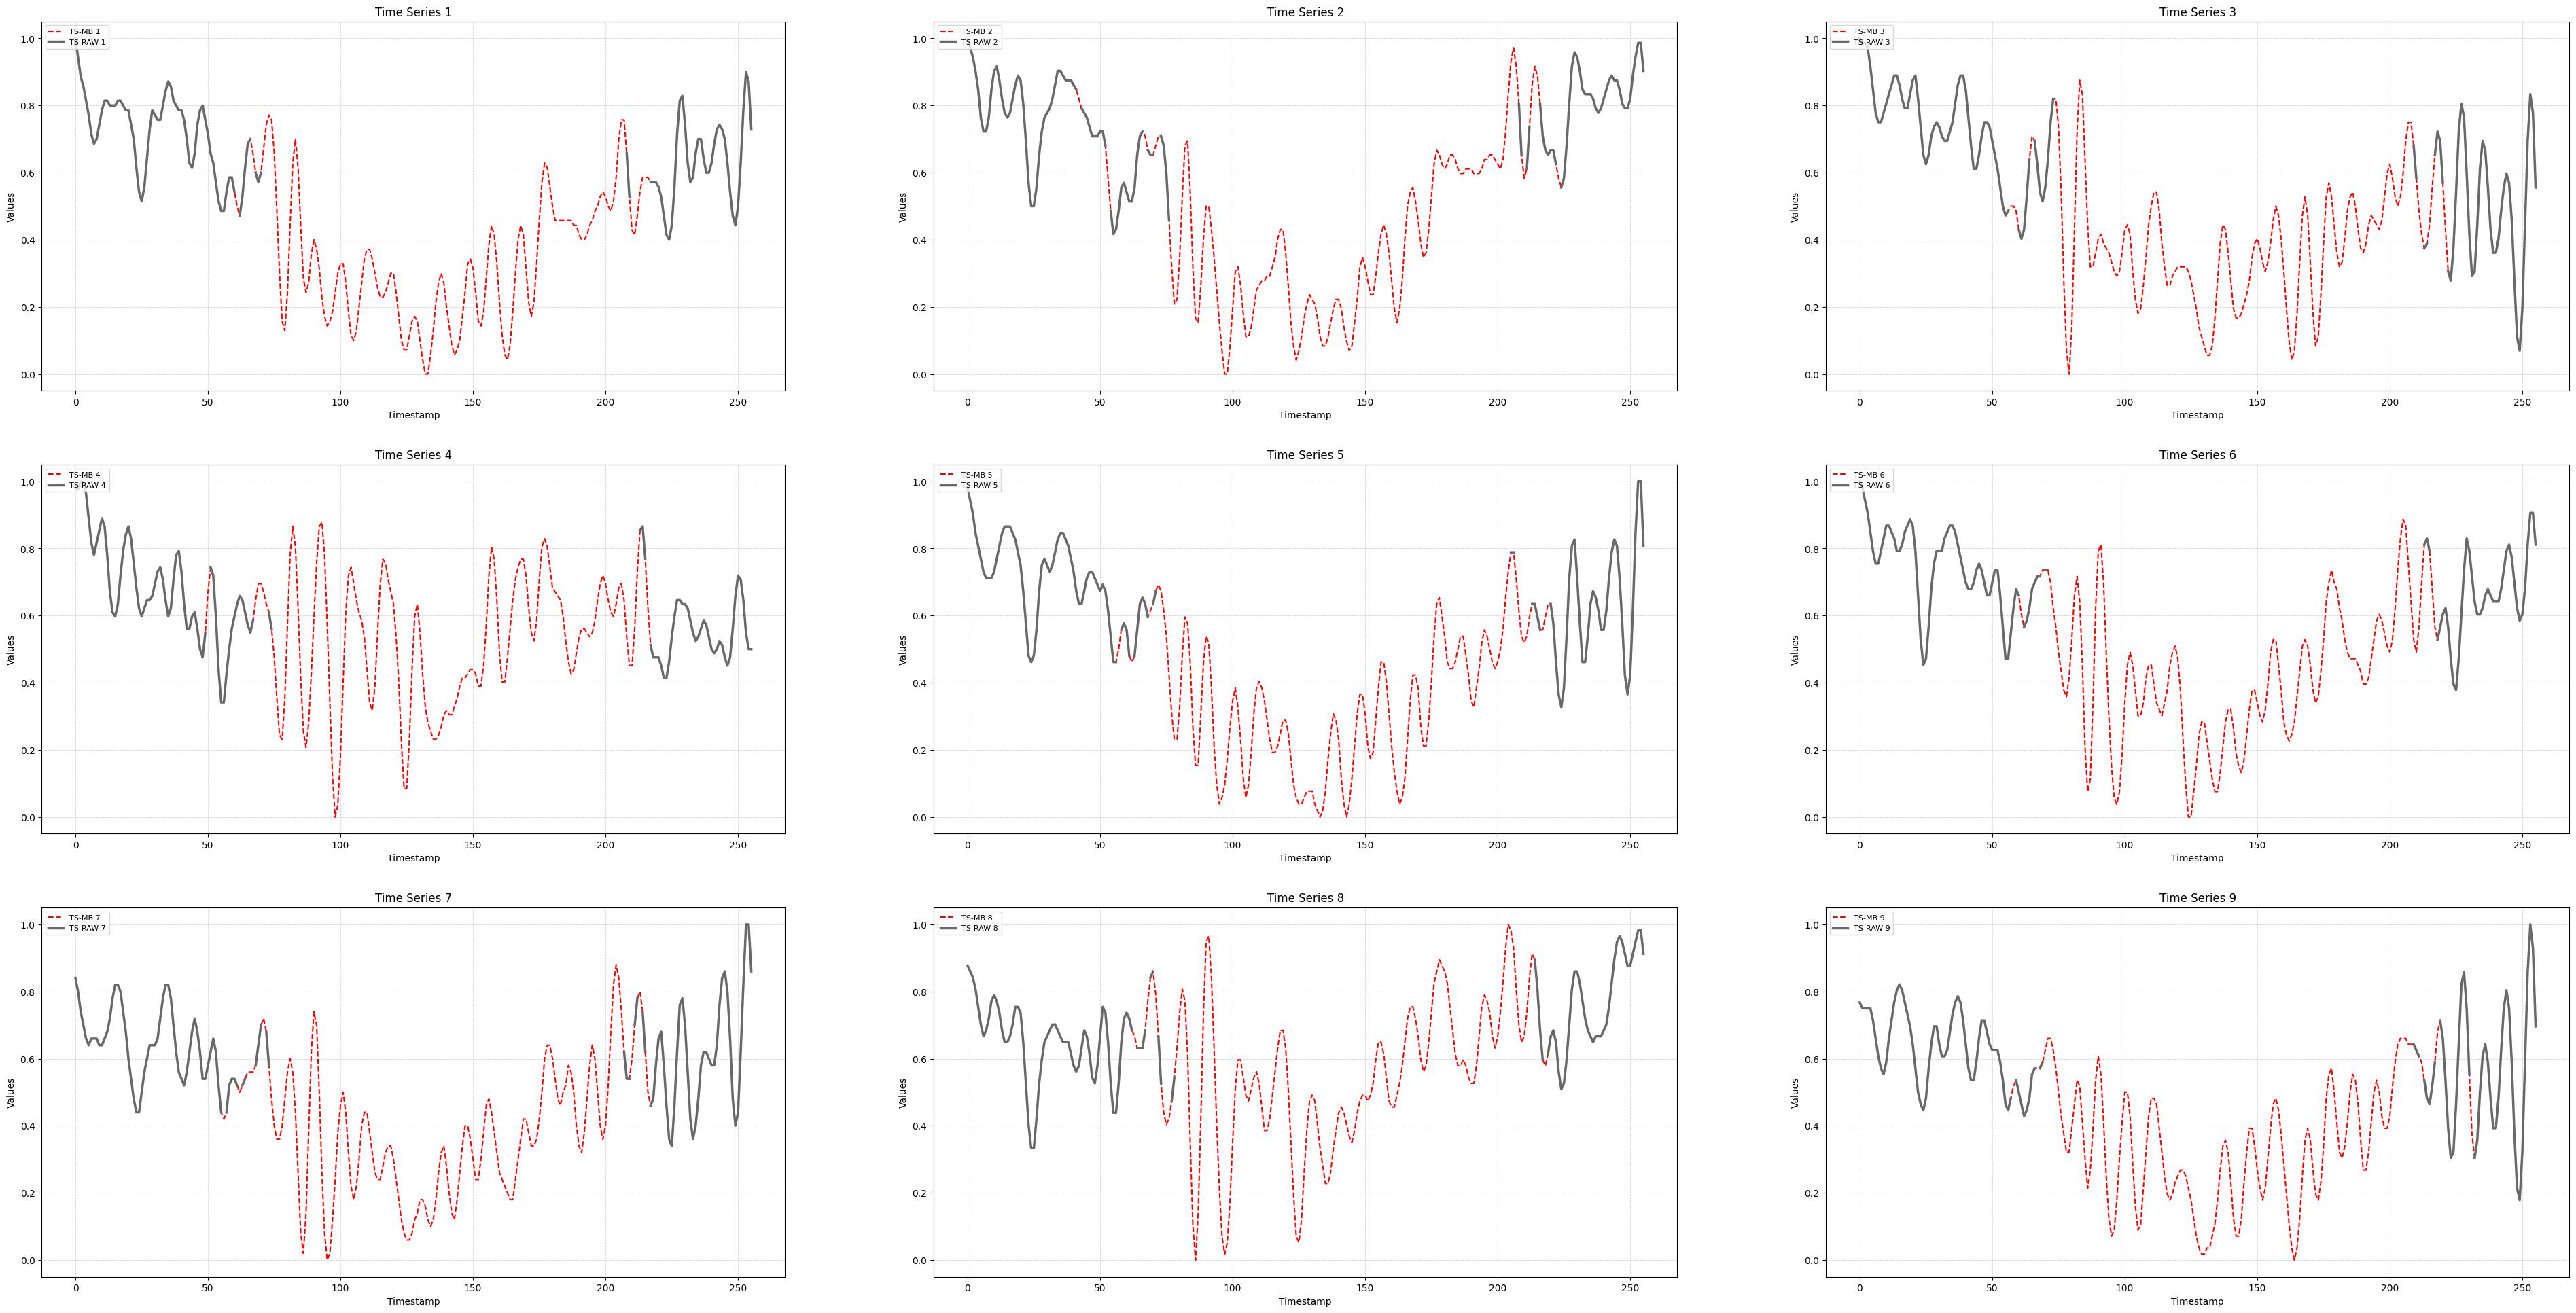 Time Series 1
TS-MB 1
TS-RAW 1
Values
1.0
0.8
0.6
0.4
0.2
0.0
0 50 100 150 200 250
Timestamp
Time Series 2
TS-MB 2
TS-RAW 2
Values
1.0
0.8
0.6
0.4
0.2
0.0
0 50 100 150 200 250
Timestamp
Time Series 3
TS-MB 3
TS-RAW 3
Values
1.0
0.8
0.6
0.4
0.2
0.0
0 50 100 150 200 250
Timestamp
Time Series 4
TS-MB 4
TS-RAW 4
Values
1.0
0.8
0.6
0.4
0.2
0.0
0 50 100 150 200 250
Timestamp
Time Series 5
TS-MB 5
TS-RAW 5
Values
1.0
0.8
0.6
0.4
0.2
0.0
0 50 100 150 200 250
Timestamp
Time Series 6
TS-MB 6
TS-RAW 6
Values
1.0
0.8
0.6
0.4
0.2
0.0
0 50 100 150 200 250
Timestamp
Time Series 7
TS-MB 7
TS-RAW 7
Values
1.0
0.8
0.6
0.4
0.2
0.0
0 50 100 150 200 250
Timestamp
Time Series 8
TS-MB 8
TS-RAW 8
Values
1.0
0.8
0.6
0.4
0.2
0.0
0 50 100 150 200 250
Timestamp
Time Series 9
TS-MB 9
TS-RAW 9
Values
1.0
0.8
0.6
0.4
0.2
0.0
0 50 100 150 200 250
Timestamp